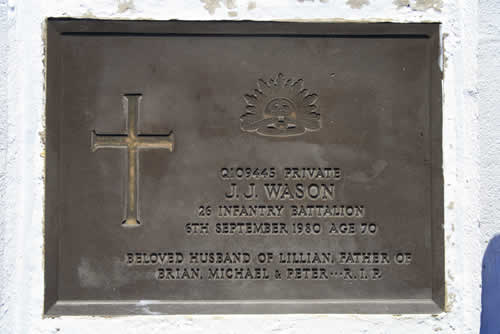 Q109445 PRIVATE
J. J. WASON
26 INFANTRY BATTALION
6TH SEPTEMBER 1980 AGE 70
BELOVED HUSBAND OF LILLIAN, FATHER OF
BRIAN, MICHAEL & PETER ··· R.I.P.